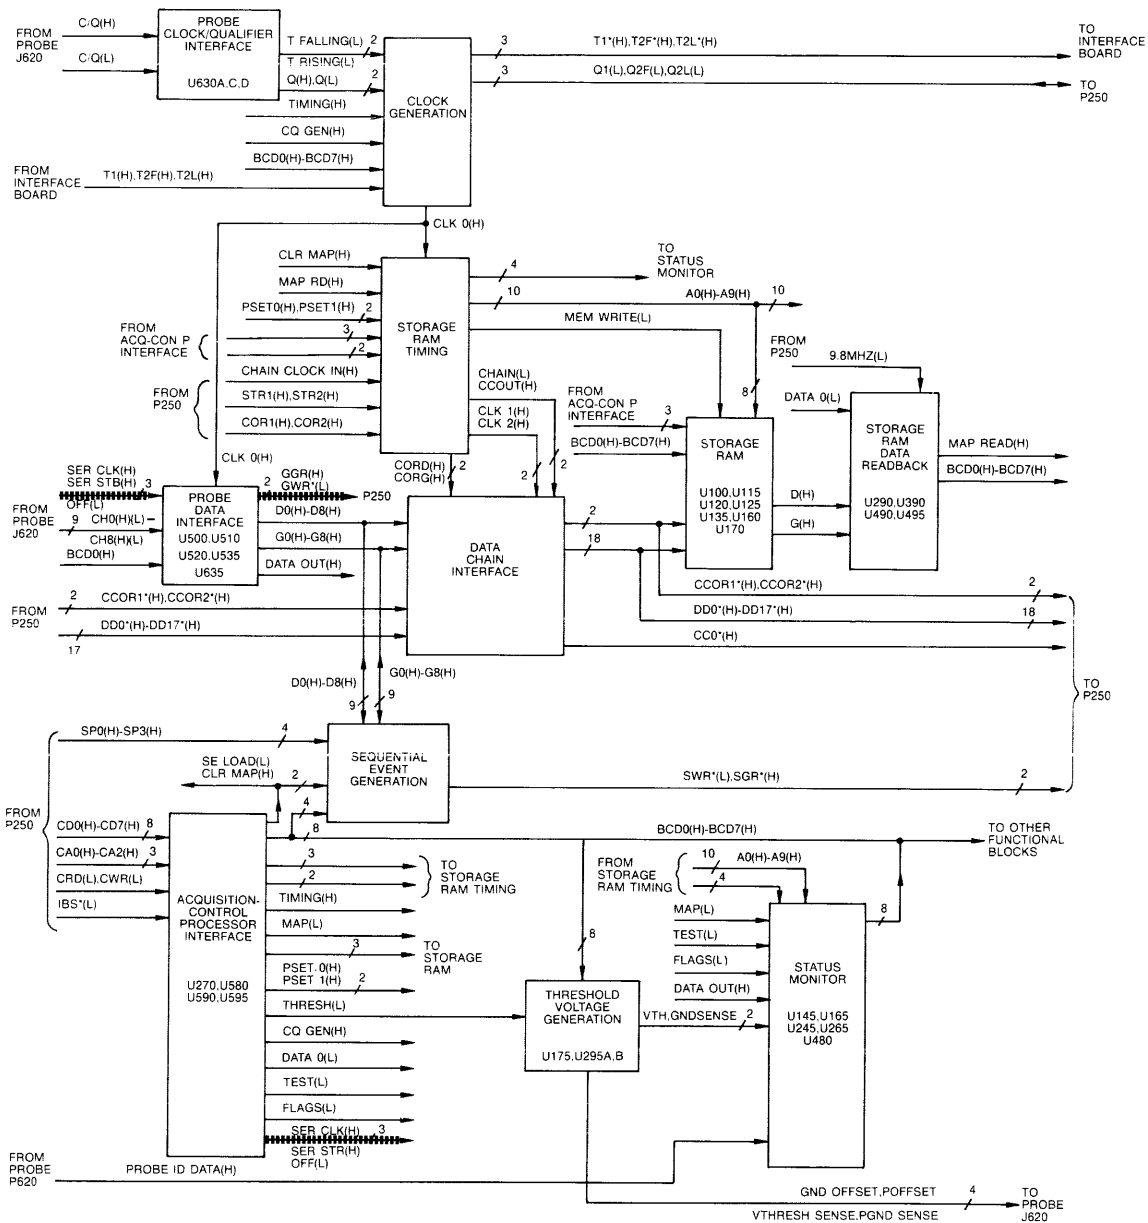 C/Q(H)
FROM
PROBE
J620
C/Q(L)
PROBE
CLOCK/QUALIFIER
INTERFACE
U630A,C,D
T FALLING(L)
2
T RISING(L)
Q(H),Q(L)
2
TIMING(H)
CQ GEN(H)
BCD0(H)-BCD7(H)
FROM
INTERFACE
BOARD
T1(H),T2F(H),T2L(H)
CLOCK
GENERATION
3
T1*(H),T2F*(H),T2L*(H)
TO
INTERFACE
BOARD
3
Q1(L),Q2F(L),Q2L(L)
TO
P250
CLK 0(H)
CLR MAP(H)
MAP RD(H)
PSET0(H),PSET1(H)
2
FROM
ACQ-CON P
INTERFACE
3
2
CHAIN CLOCK IN(H)
FROM
P250
STR1(H),STR2(H)
COR1(H),COR2(H)
STORAGE
RAM
TIMING
4
TO
STATUS
MONITOR
10
A0(H)-A9(H)
10
MEM WRITE(L)
CHAIN(L)
CCOUT(H)
CLK 1(H)
CLK 2(H)
2
2
CORD(H)
CORG(H)
2
FROM
P250
9.8MHZ(L)
8
DATA 0(L)
FROM
ACQ-CON P
INTERFACE
3
BCD0(H)-BCD7(H)
STORAGE
RAM
U100,U115
U120,U125
U135,U160
U170
D(H)
G(H)
STORAGE
RAM
DATA
READBACK
U290,U390
U490,U495
MAP READ(H)
BCD0(H)-BCD7(H)
CLK 0(H)
SER CLK(H)
SER STB(H)
3
OFF(L)
FROM
PROBE
J620
9
CH0(H)(L)–
CH8(H)(L)
BCD0(H)
PROBE
DATA
INTERFACE
U500,U510
U520,U535
U635
GGR(H)
2
GWR*(L)
P250
D0(H)-D8(H)
G0(H)-G8(H)
DATA OUT(H)
DATA
CHAIN
INTERFACE
2
18
FROM
P250
2
CCOR1*(H),CCOR2*(H)
DD0*(H)-DD17*(H)
17
CCOR1*(H),CCOR2*(H)
2
DD0*(H)-DD17*(H)
18
CC0*(H)
TO
P250
D0(H)-D8(H)
G0(H)-G8(H)
9
9
SP0(H)-SP3(H)
4
SE LOAD(L)
CLR MAP(H)
2
4
SEQUENTIAL
EVENT
GENERATION
SWR*(L),SGR*(H)
2
FROM
P250
CD0(H)-CD7(H)
8
CA0(H)-CA2(H)
3
CRD(L),CWR(L)
IBS*(L)
ACQUISITION-
CONTROL
PROCESSOR
INTERFACE
U270,U580
U590,U595
8
BCD0(H)-BCD7(H)
TO OTHER
FUNCTIONAL
BLOCKS
3
2
TO
STORAGE
RAM TIMING
TIMING(H)
MAP(L)
3
TO
STORAGE
RAM
PSET 0(H)
PSET 1(H)
2
THRESH(L)
CQ GEN(H)
DATA 0(L)
TEST(L)
FLAGS(L)
SER CLK(H)
3
SER STR(H)
OFF(L)
8
THRESHOLD
VOLTAGE
GENERATION
U175,U295A,B
VTH,GNDSENSE
2
FROM
STORAGE
RAM TIMING
10
A0(H)-A9(H)
4
MAP(L)
TEST(L)
FLAGS(L)
DATA OUT(H)
STATUS
MONITOR
U145,U165
U245,U265
U480
8
FROM
PROBE
P620
PROBE ID DATA(H)
GND OFFSET,POFFSET
4
VTHRESH SENSE,PGND SENSE
TO
PROBE
J620